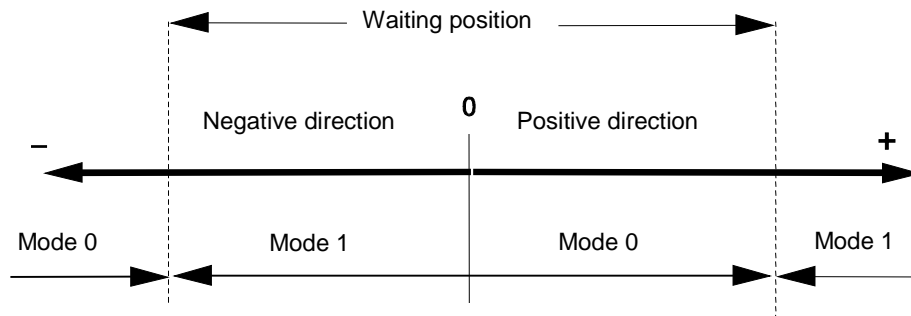 Waiting position
0
Negative direction Positive direction
– +
Mode 0 Mode 1 Mode 0 Mode 1